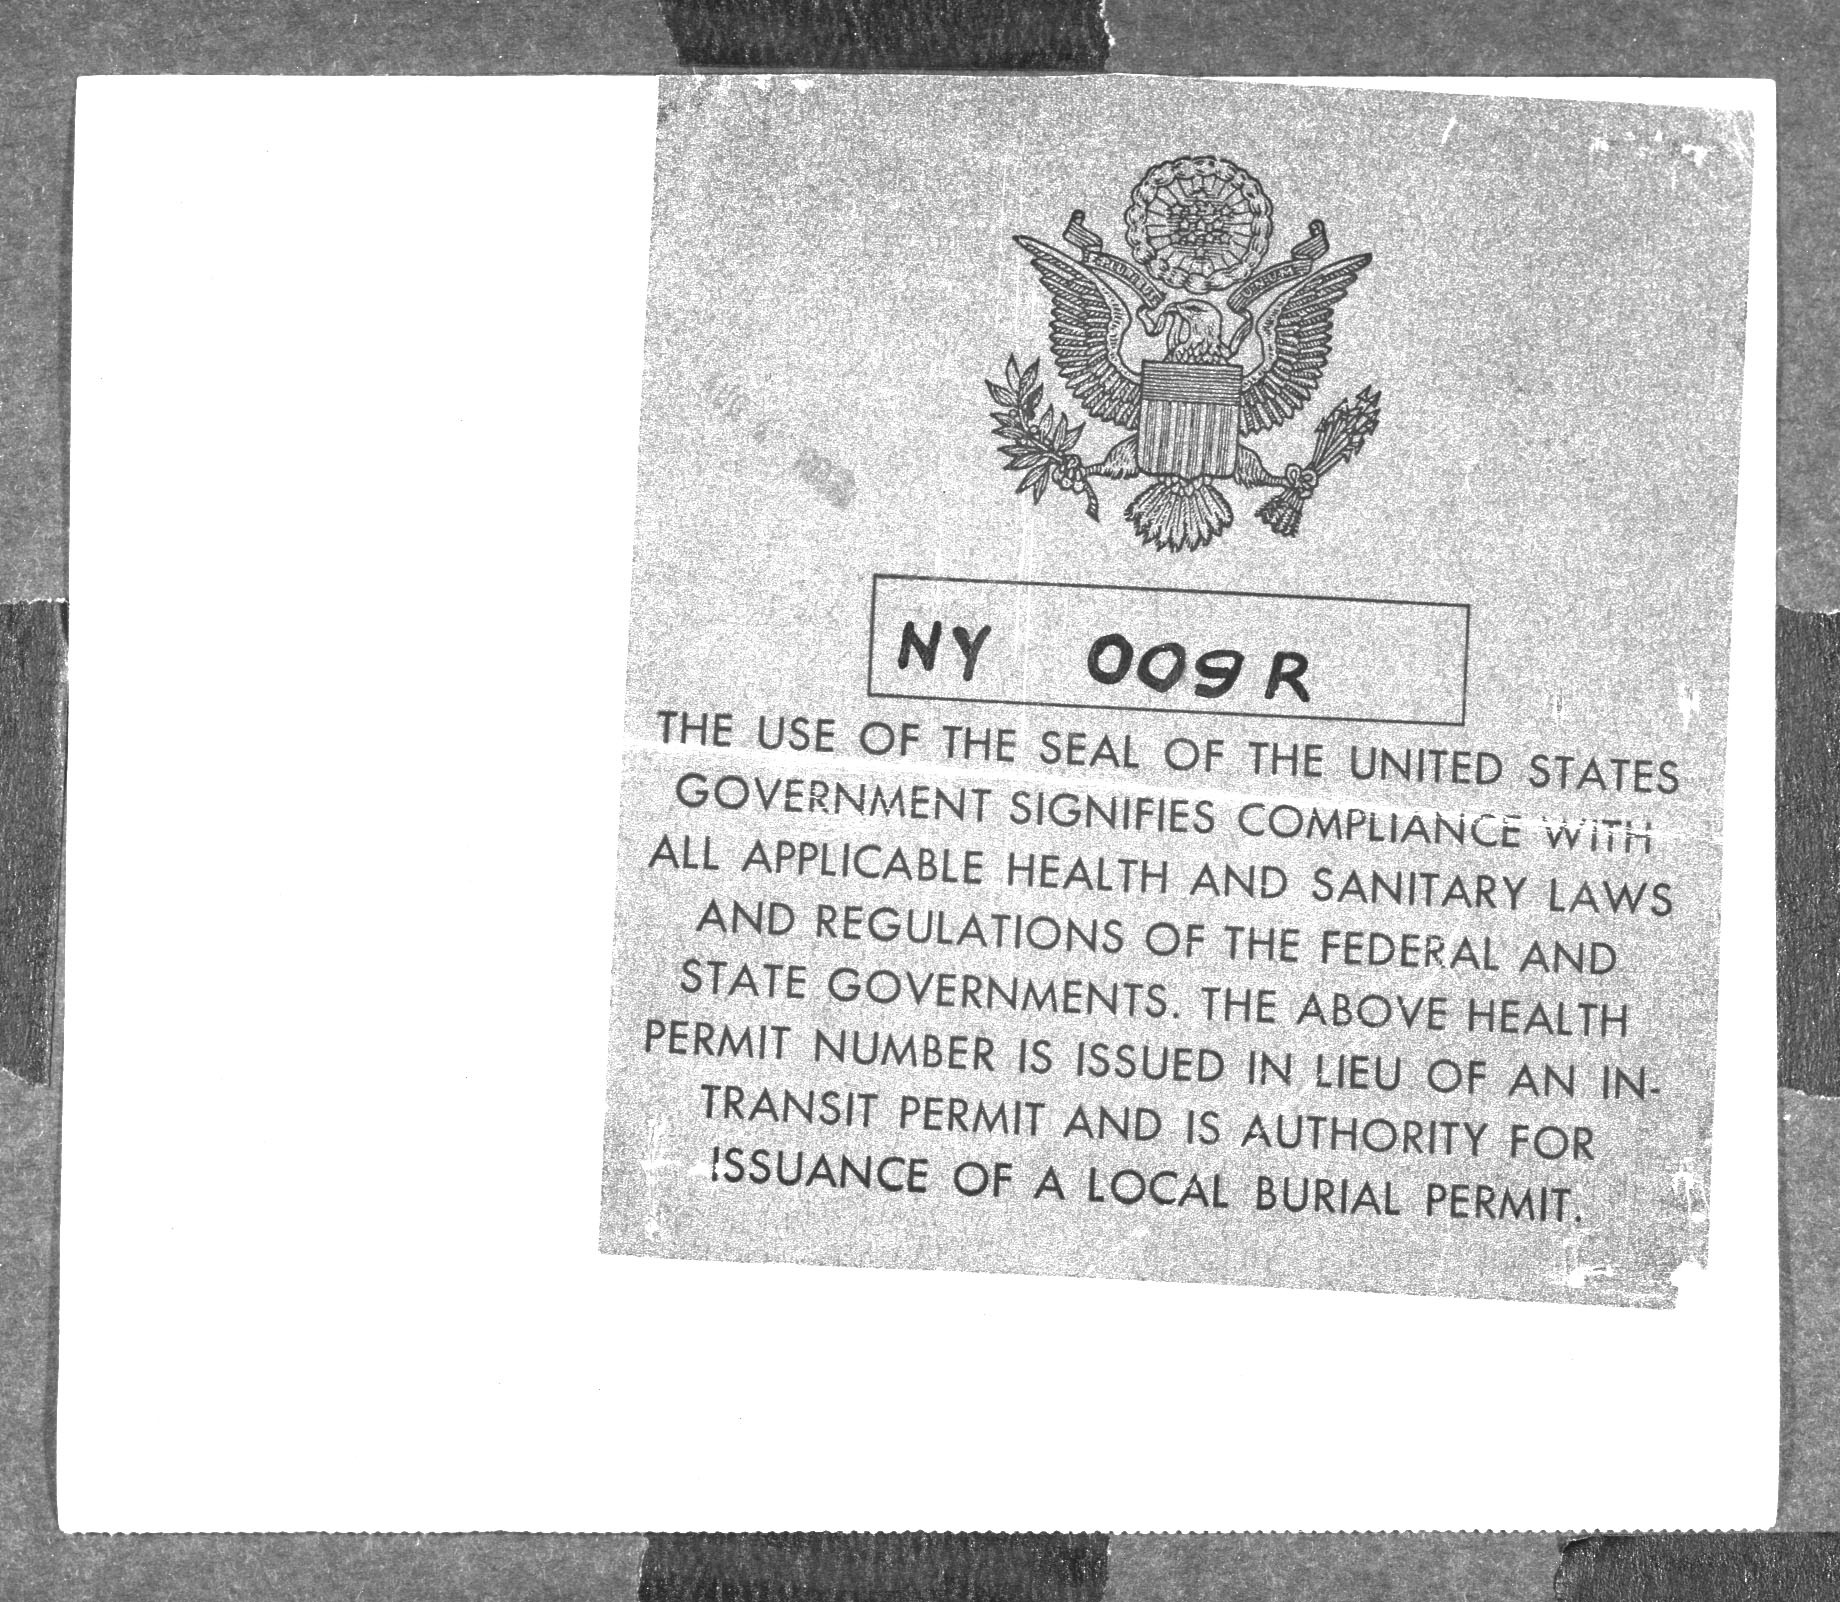 NY 009 R
THE USE OF THE SEAL OF THE UNITED STATES
GOVERNMENT SIGNIFIES COMPLIANCE WITH
ALL APPLICABLE HEALTH AND SANITARY LAWS
AND REGULATIONS OF THE FEDERAL AND
STATE GOVERNMENTS. THE ABOVE HEALTH
PERMIT NUMBER IS ISSUED IN LIEU OF AN IN-
TRANSIT PERMIT AND IS AUTHORITY FOR
ISSUANCE OF A LOCAL BURIAL PERMIT.